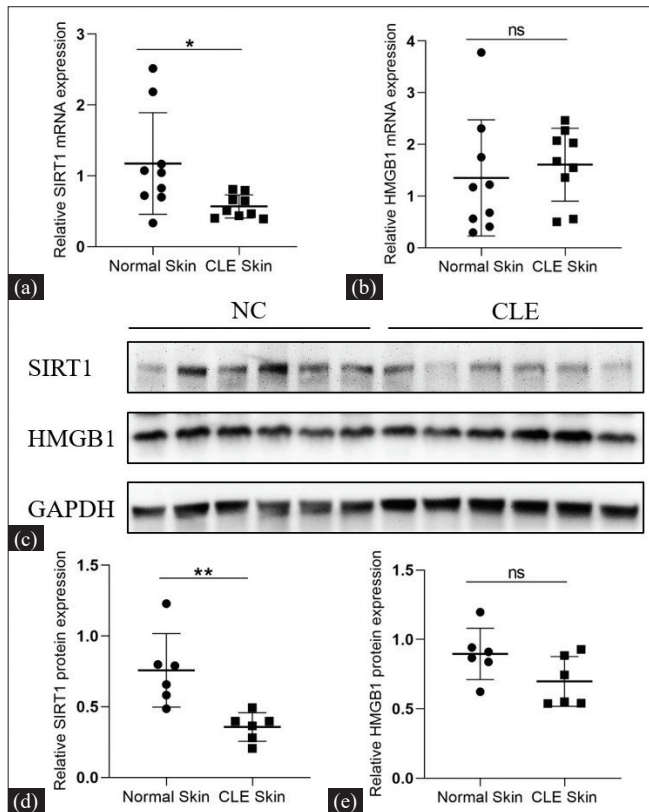 Relative SIRT1 mRNA expression
3
2
1
0
*
Normal Skin CLE Skin
(a)
Relative HMGB1 mRNA expression
4
3
2
1
0
ns
Normal Skin CLE Skin
(b)
NC CLE
SIRT1
HMGB1
GAPDH
(c)
Relative SIRT1 protein expression
1.5
1.0
0.5
0.0
**
Normal Skin CLE Skin
(d)
Relative HMGB1 protein expression
1.5
1.0
0.5
0.0
ns
Normal Skin CLE Skin
(e)